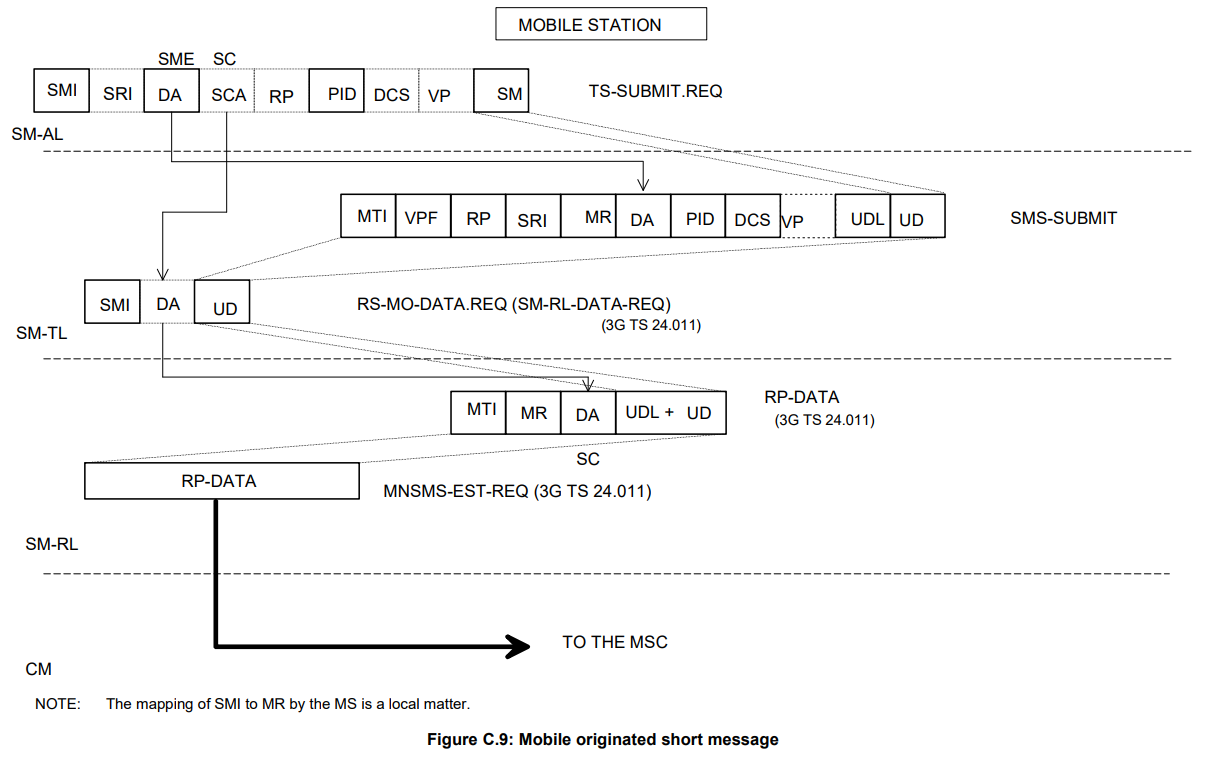 MOBILE STATION
SME SC
SMI SRI DA SCA RP PID DCS VP SM
TS-SUBMIT.REQ
SM-AL
MTI VPF RP SRI MR DA PID DCS VP UDL UD
SMS-SUBMIT
SMI DA UD
RS-MO-DATA.REQ (SM-RL-DATA-REQ)
(3G TS 24.011)
SM-TL
MTI MR DA UDL + UD
RP-DATA
(3G TS 24.011)
SC
RP-DATA
MNSMS-EST-REQ (3G TS 24.011)
SM-RL
TO THE MSC
CM
NOTE: The mapping of SMI to MR by the MS is a local matter.
Figure C.9: Mobile originated short message